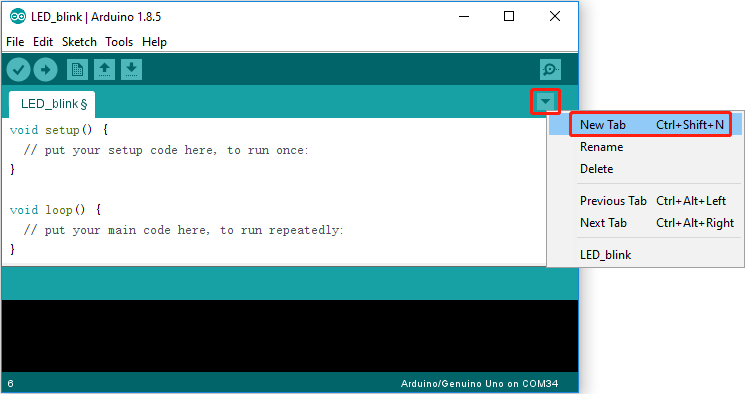 LED_blink | Arduino 1.8.5
File Edit Sketch Tools Help
LED_blink §
void setup() {
// put your setup code here, to run once:
}
void loop() {
// put your main code here, to run repeatedly:
}
New Tab Ctrl+Shift+N
Rename
Delete
Previous Tab Ctrl+Alt+Left
Next Tab Ctrl+Alt+Right
LED_blink
6 Arduino/Genuino Uno on COM34